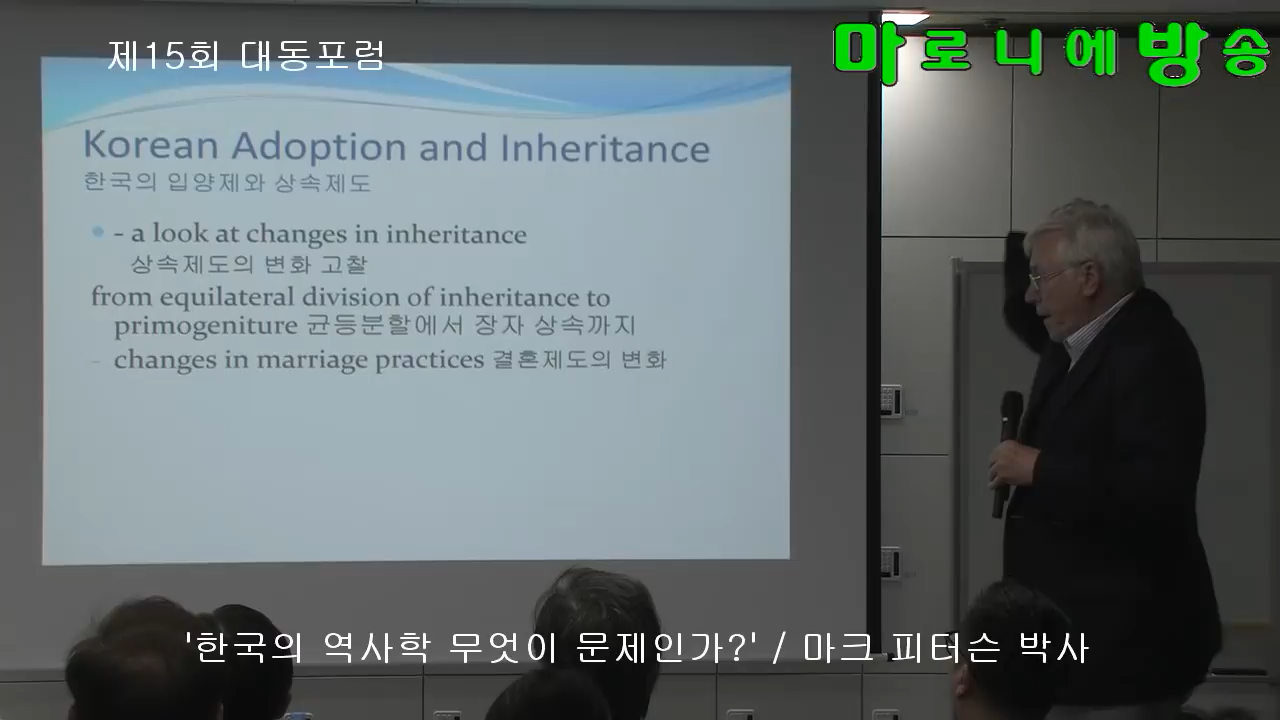 제15회 대동포럼
마로니에방송
Korean Adoption and Inheritance
한국의 입양제와 상속제도
- a look at changes in inheritance
상속제도의 변화 고찰
from equilateral division of inheritance to
primogeniture 균등분할에서 장자 상속까지
– changes in marriage practices 결혼제도의 변화
'한국의 역사학 무엇이 문제인가?' / 마크 피터슨 박사